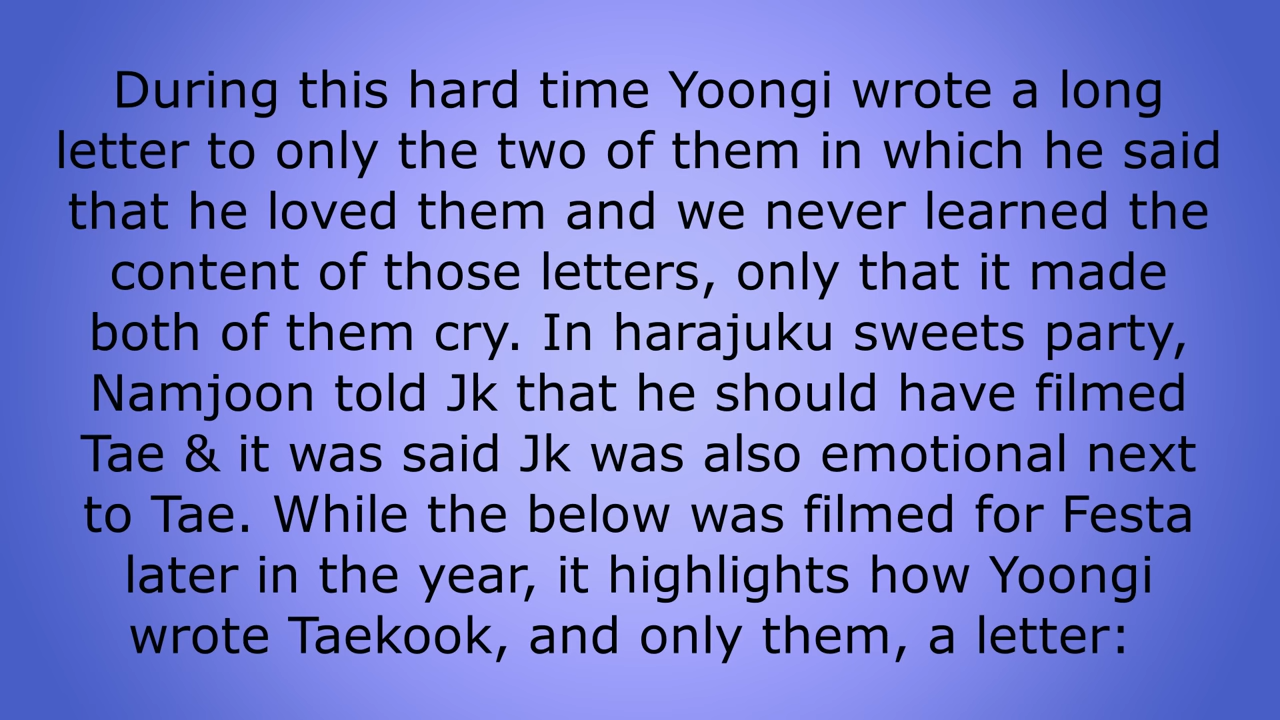 During this hard time Yoongi wrote a long
letter to only the two of them in which he said
that he loved them and we never learned the
content of those letters, only that it made
both of them cry. In harajuku sweets party,
Namjoon told Jk that he should have filmed
Tae & it was said Jk was also emotional next
to Tae. While the below was filmed for Festa
later in the year, it highlights how Yoongi
wrote Taekook, and only them, a letter: